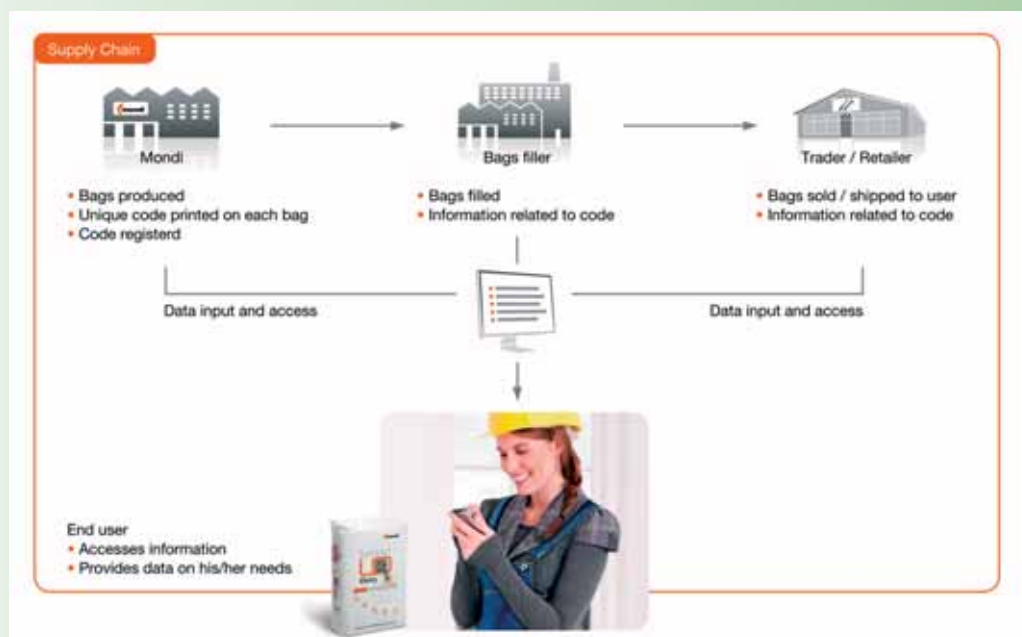 Supply Chain
mondi
Mondi
Bags filler
Trader / Retailer
• Bags produced
• Unique code printed on each bag
• Code registerd
• Bags filled
• Information related to code
• Bags sold / shipped to user
• Information related to code
Data input and access
Data input and access
End user
• Accesses information
• Provides data on his/her needs
mondi